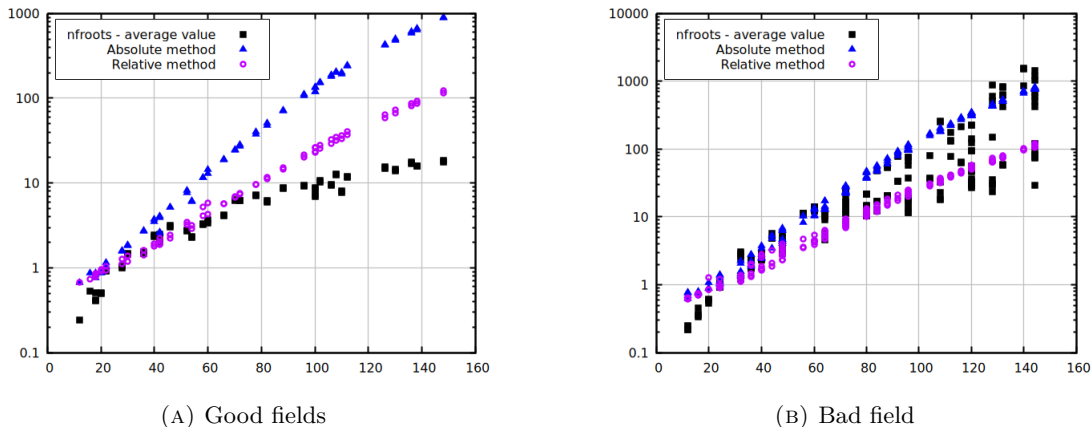 1000
100
10
1
0.1
0 20 40 60 80 100 120 140 160
nfroots - average value
Absolute method
Relative method
(A) Good fields
10000
1000
100
10
1
0.1
0 20 40 60 80 100 120 140 160
nfroots - average value
Absolute method
Relative method
(B) Bad field